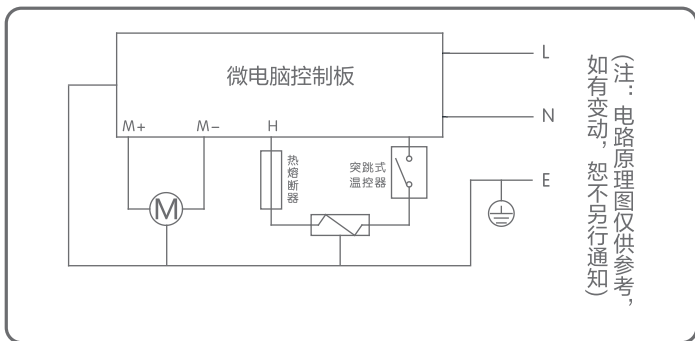 微电脑控制板
M+
M-
H
L
N
E
热熔断器
突跳式
温控器
M
(注：电路原理图仅供参考，
如有变动，恕不另行通知)